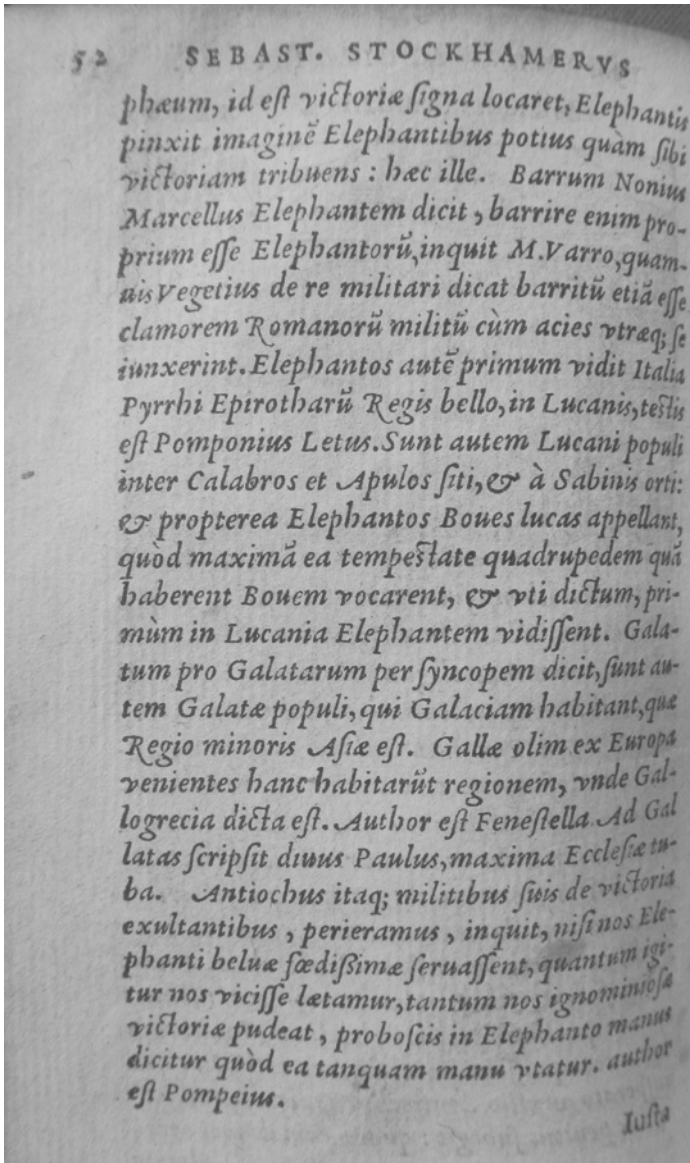 52 SEBAST. STOCKHAMERVS
phæum, id eſt victoriæ ſigna locaret, Elephantis
pinxit imaginẽ Elephantibus potius quàm ſibi
victoriam tribuens : hæc ille. Barrum Nonius
Marcellus Elephantem dicit, barrire enim pro-
prium eſſe Elephantorũ, inquit M. Varro, quam-
uis Vegetius de re militari dicat barritũ etiã eſſe
clamorem Romanorũ militũ cùm acies vtræq; ſe
iunxerint. Elephantos autẽ primum vidit Italia
Pyrrhi Epirotharũ Regis bello, in Lucanis, teſtis
eſt Pomponius Letus. Sunt autem Lucani populi
inter Calabros et Apulos ſiti, & à Sabinis orti:
& propterea Elephantos Boues lucas appellant,
quòd maximã ea tempeſtate quadrupedem quã
haberent Bouem vocarent, & vti dictum, pri-
mùm in Lucania Elephantem vidiſſent. Gala-
tum pro Galatarum per ſyncopem dicit, ſunt au-
tem Galatæ populi, qui Galaciam habitant, quæ
Regio minoris Aſiæ eſt. Gallæ olim ex Europa
venientes hanc habitarũt regionem, vnde Gal-
logrecia dicta eſt. Author eſt Feneſtella. Ad Gal
latas ſcripſit diuus Paulus, maxima Eccleſiæ tu-
ba. Antiochus itaq; militibus ſuis de victoria
exultantibus, perieramus, inquit, niſi nos Ele-
phanti beluæ fœdißimæ ſeruaſſent, quantum igi-
tur nos viciſſe lætamur, tantum nos ignominioſæ
victoriæ pudeat, proboſcis in Elephanto manus
dicitur quòd ea tanquam manu vtatur. author
eſt Pompeius.
Iuſta